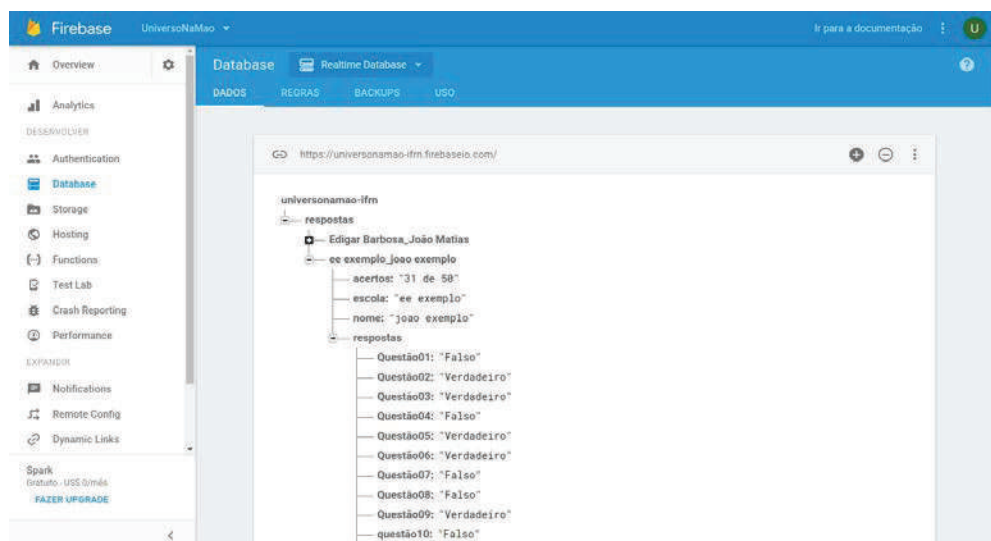 Firebase UniversoNaMao Ir para a documentação U
Overview
Database Realtime Database
DADOS REGRAS BACKUPS USO
Analytics
DESENVOLVER
Authentication
Database
Storage
Hosting
Functions
Test Lab
Crash Reporting
Performance
EXPANDIR
Notifications
Remote Config
Dynamic Links
Spark
Gratuito - US$ 0/mês
FAZER UPGRADE
https://universonamao-ifrn.firebaseio.com/
universonamao-ifrn
respostas
Edigar Barbosa_João Matias
ee exemplo_joao exemplo
acertos: "31 de 50"
escola: "ee exemplo"
nome: "joao exemplo"
respostas
Questão01: "Falso"
Questão02: "Verdadeiro"
Questão03: "Verdadeiro"
Questão04: "Falso"
Questão05: "Verdadeiro"
Questão06: "Verdadeiro"
Questão07: "Falso"
Questão08: "Falso"
Questão09: "Verdadeiro"
questão10: "Falso"